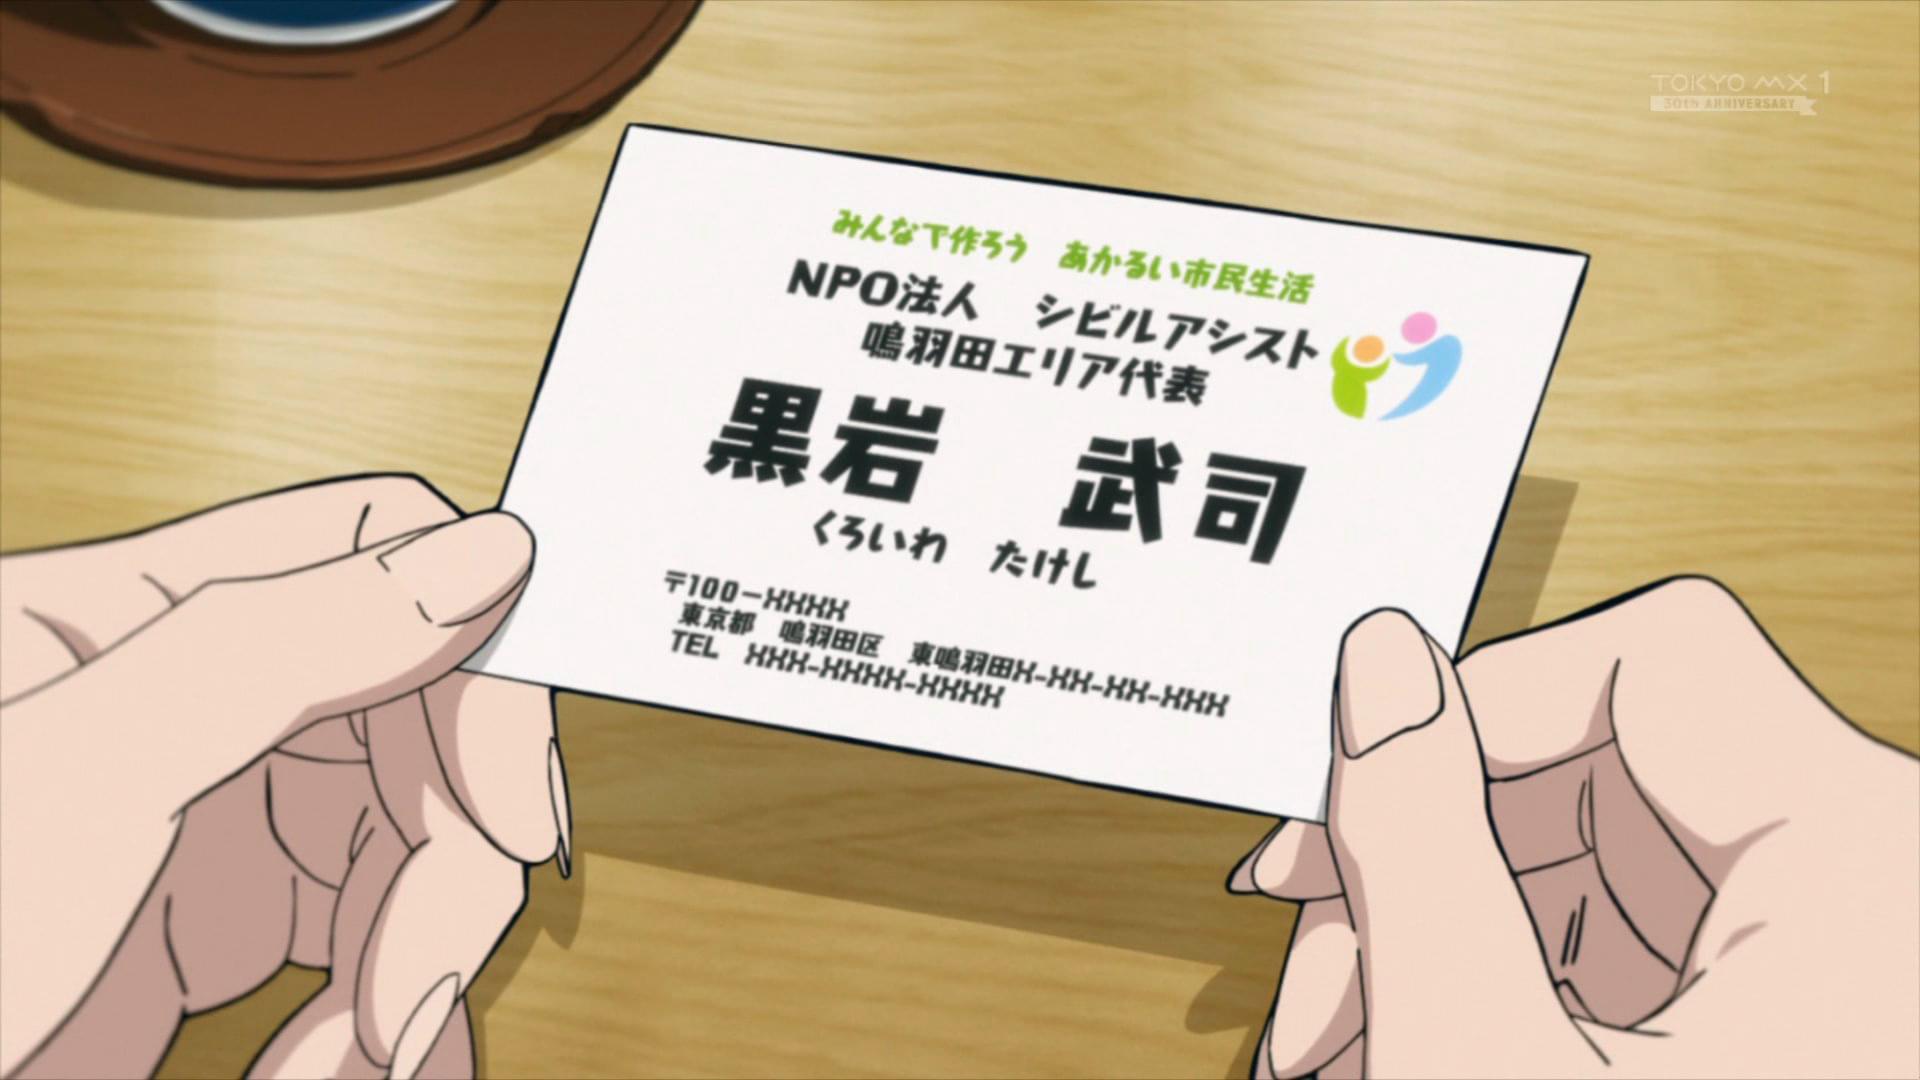 TOKYO MX 1
30th ANNIVERSARY
みんなで作ろう　あかるい市民生活
NPO法人　シビルアシスト
鳴羽田エリア代表
黒岩　武司
くろいわ　たけし
〒100-XXXX
東京都　鳴羽田区　東鳴羽田X-XX-XX-XXX
TEL　XXX-XXXX-XXXX